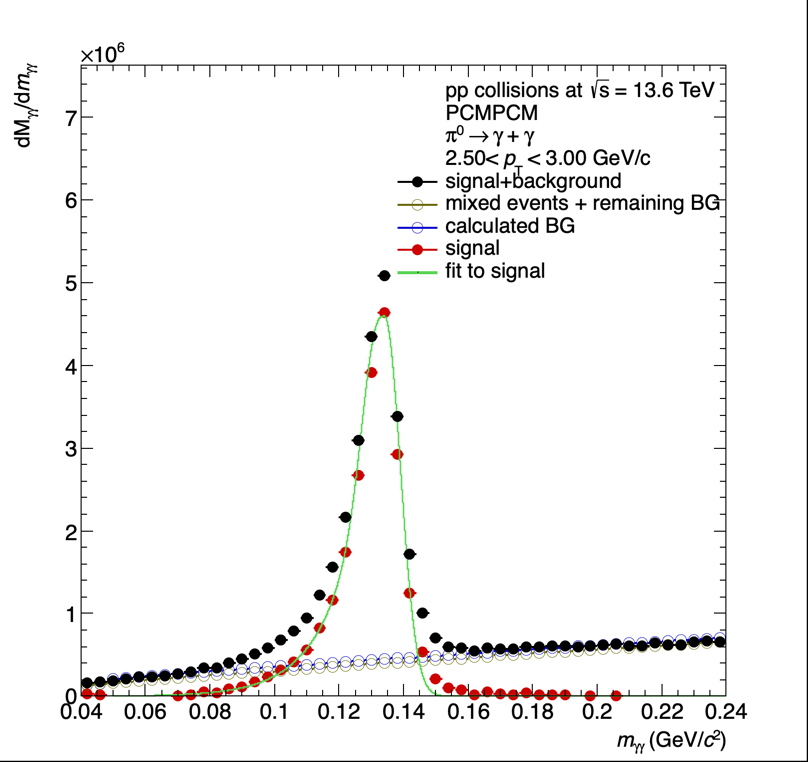 ×10⁶
dM_γγ/dm_γγ
pp collisions at √s = 13.6 TeV
PCMPCM
π⁰ → γ + γ
2.50< p_T < 3.00 GeV/c
signal+background
mixed events + remaining BG
calculated BG
signal
fit to signal
7
6
5
4
3
2
1
0
0.04 0.06 0.08 0.1 0.12 0.14 0.16 0.18 0.2 0.22 0.24
m_γγ (GeV/c²)